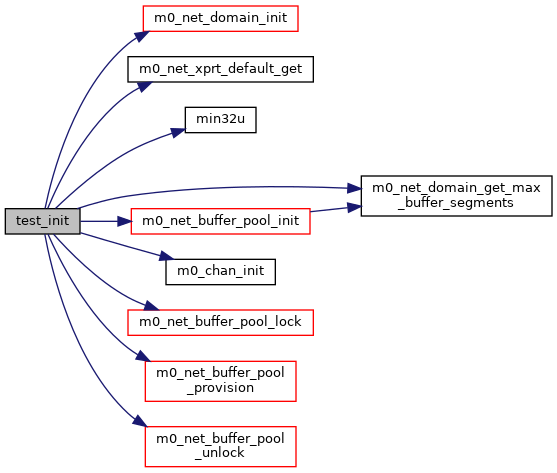 m0_net_domain_init
m0_net_xprt_default_get
min32u
m0_net_domain_get_max
_buffer_segments
test_init
m0_net_buffer_pool_init
m0_chan_init
m0_net_buffer_pool_lock
m0_net_buffer_pool
_provision
m0_net_buffer_pool
_unlock